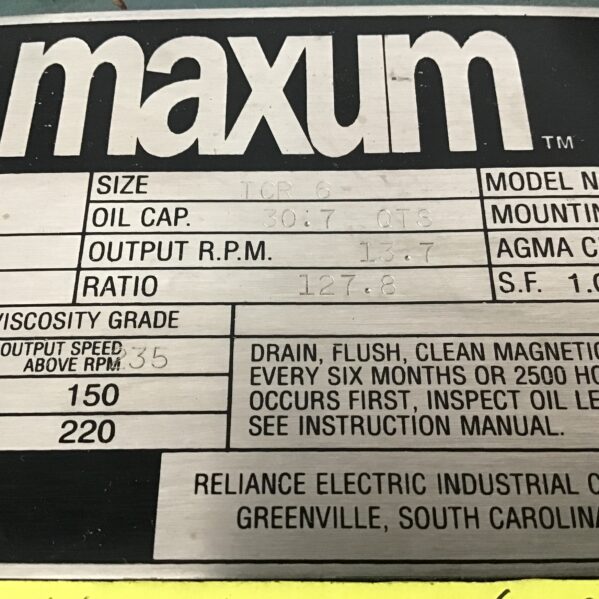 maxum TM
SIZE TCR 6 MODEL N
OIL CAP. 30.7 QTS MOUNTIN
OUTPUT R.P.M. 13.7 AGMA C
RATIO 127.8 S.F. 1.0
VISCOSITY GRADE
OUTPUT SPEED
ABOVE RPM 235
150
220
DRAIN, FLUSH, CLEAN MAGNETIC
EVERY SIX MONTHS OR 2500 HO
OCCURS FIRST, INSPECT OIL LE
SEE INSTRUCTION MANUAL.
RELIANCE ELECTRIC INDUSTRIAL C
GREENVILLE, SOUTH CAROLINA